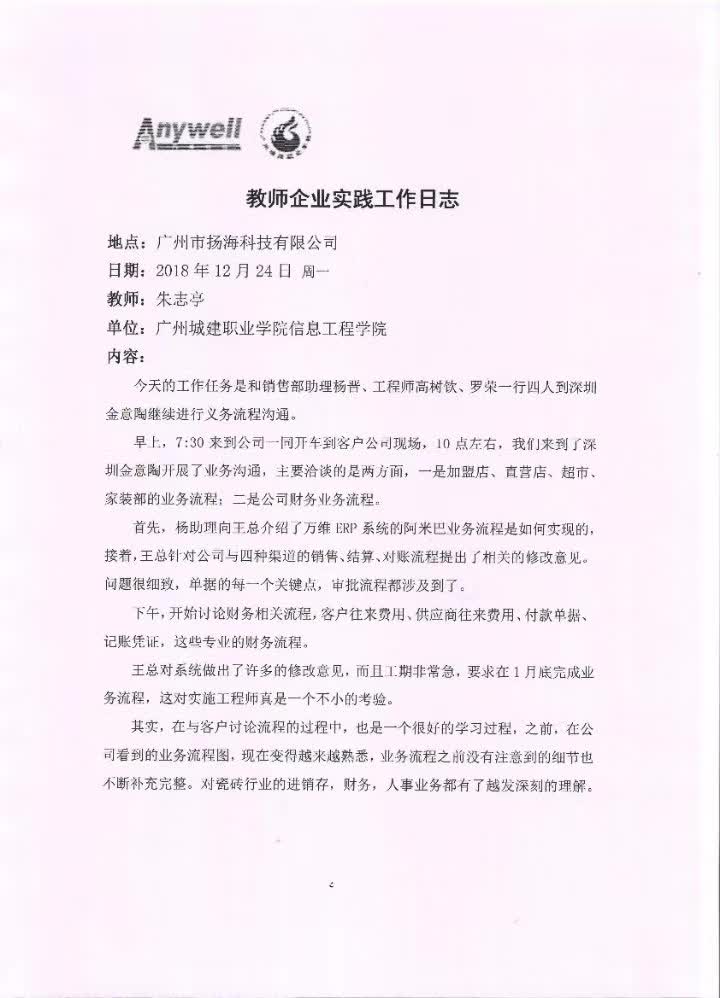 Anywell
教师企业实践工作日志
地点：广州市扬海科技有限公司
日期：2018 年 12 月 24 日 周一
教师：朱志亭
单位：广州城建职业学院信息工程学院
内容：
今天的工作任务是和销售部助理杨晋、工程师高树钦、罗荣一行四人到深圳
金意陶继续进行义务流程沟通。
早上，7:30 来到公司一同开车到客户公司现场，10 点左右，我们来到了深
圳金意陶开展了业务沟通，主要洽谈的是两方面，一是加盟店、直营店、超市、
家装部的业务流程；二是公司财务业务流程。
首先，杨助理向王总介绍了万维 ERP 系统的阿米巴业务流程是如何实现的，
接着，王总针对公司与四种渠道的销售、结算、对账流程提出了相关的修改意见。
问题很细致，单据的每一个关键点，审批流程都涉及到了。
下午，开始讨论财务相关流程，客户往来费用、供应商往来费用、付款单据、
记账凭证，这些专业的财务流程。
王总对系统做出了许多的修改意见，而且工期非常急，要求在 1 月底完成业
务流程，这对实施工程师真是一个不小的考验。
其实，在与客户讨论流程的过程中，也是一个很好的学习过程，之前，在公
司看到的业务流程图，现在变得越来越熟悉，业务流程之前没有注意到的细节也
不断补充完整。对瓷砖行业的进销存，财务，人事业务都有了越发深刻的理解。